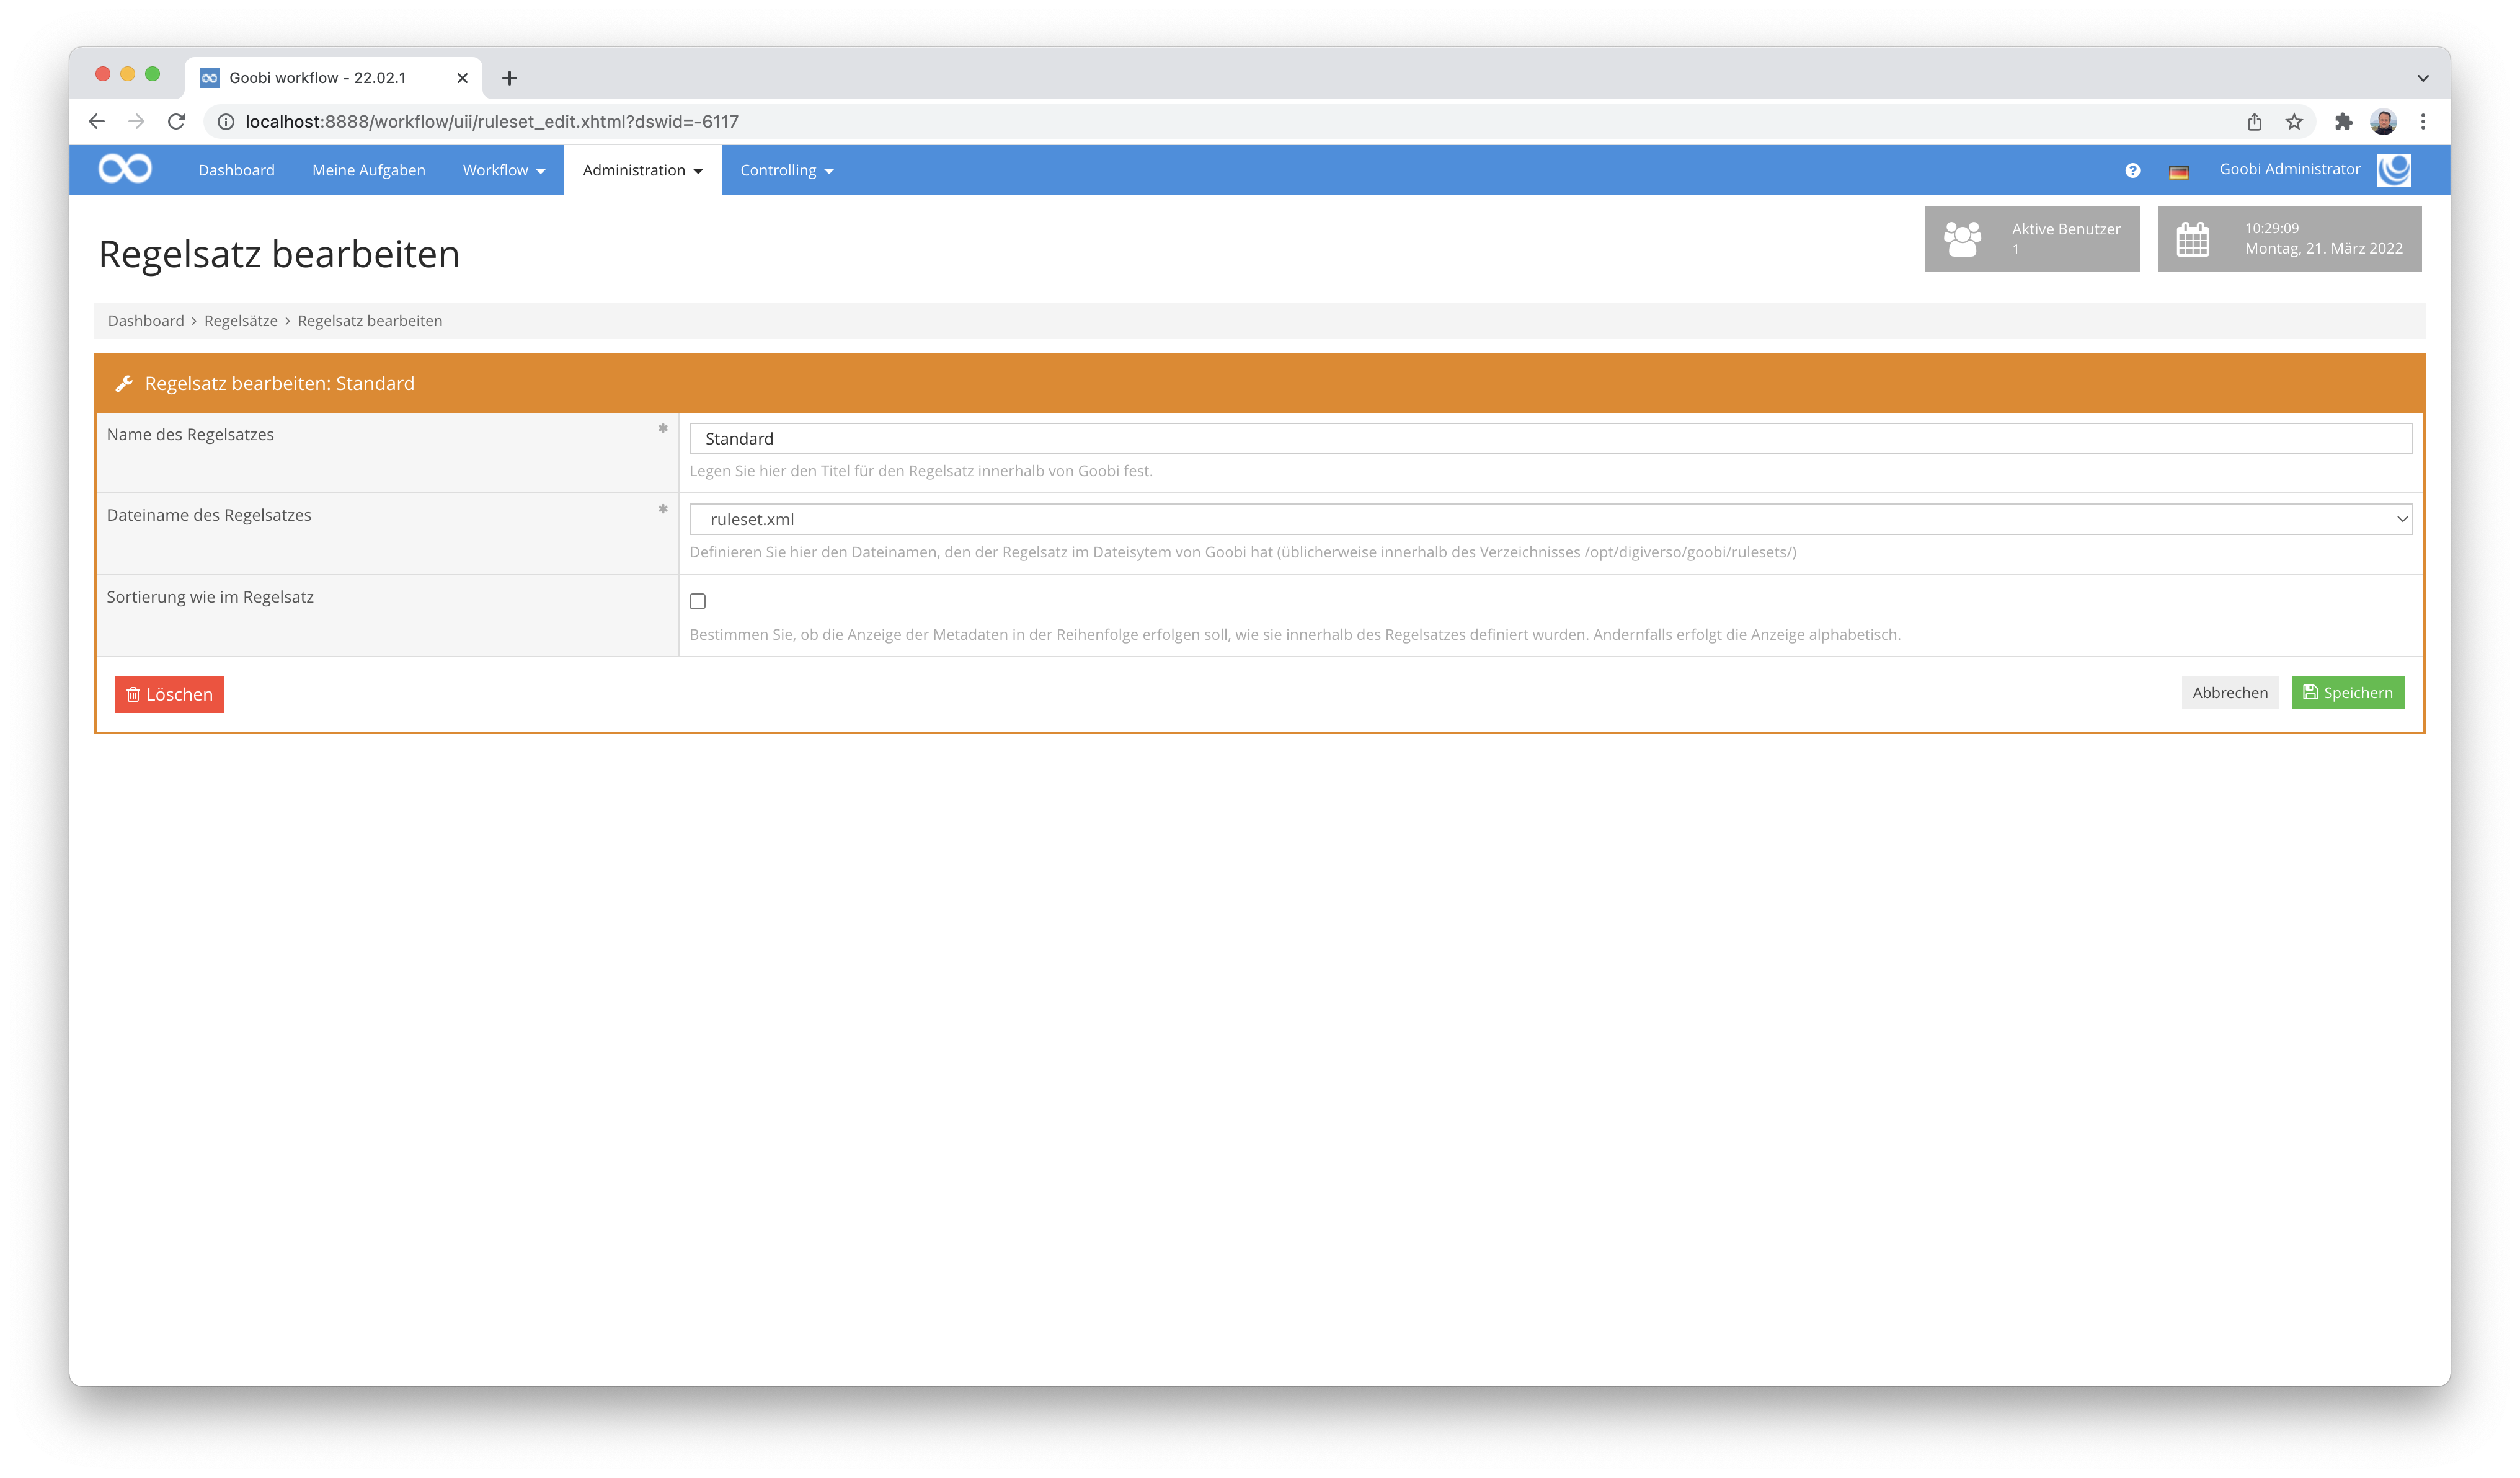 Goobi workflow - 22.02.1
localhost:8888/workflow/uii/ruleset_edit.xhtml?dswid=-6117
Dashboard Meine Aufgaben Workflow Administration Controlling Goobi Administrator
Regelsatz bearbeiten
Aktive Benutzer
1
10:29:09
Montag, 21. März 2022
Dashboard > Regelsätze > Regelsatz bearbeiten
Regelsatz bearbeiten: Standard
Name des Regelsatzes *
Standard
Legen Sie hier den Titel für den Regelsatz innerhalb von Goobi fest.
Dateiname des Regelsatzes *
ruleset.xml
Definieren Sie hier den Dateinamen, den der Regelsatz im Dateisytem von Goobi hat (üblicherweise innerhalb des Verzeichnisses /opt/digiverso/goobi/rulesets/)
Sortierung wie im Regelsatz
Bestimmen Sie, ob die Anzeige der Metadaten in der Reihenfolge erfolgen soll, wie sie innerhalb des Regelsatzes definiert wurden. Andernfalls erfolgt die Anzeige alphabetisch.
Löschen
Abbrechen
Speichern